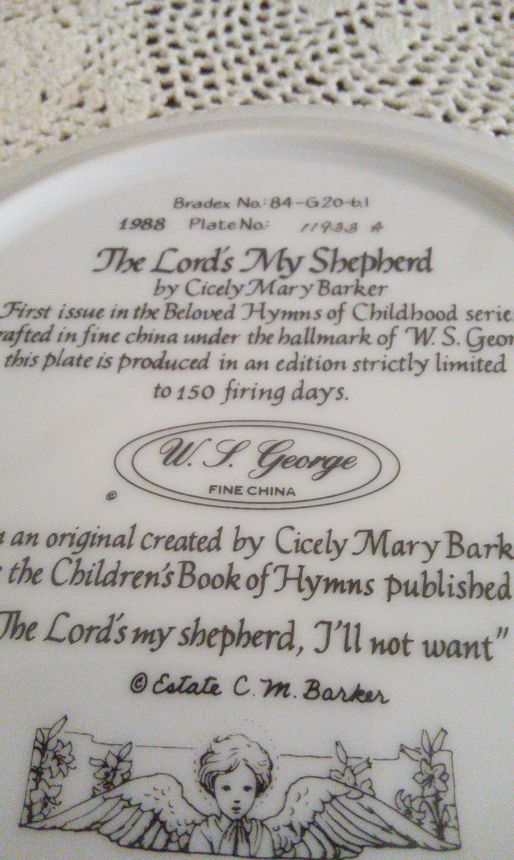 Bradex No: 84-G20-6.1
1988 Plate No: 11933 A
The Lord's My Shepherd
by Cicely Mary Barker
First issue in the Beloved Hymns of Childhood serie
rafted in fine china under the hallmark of W. S. Geor
this plate is produced in an edition strictly limited
to 150 firing days.
W. S. George
FINE CHINA
©
an original created by Cicely Mary Bark
the Children's Book of Hymns published
The Lord's my shepherd, I'll not want"
© Estate C. M. Barker